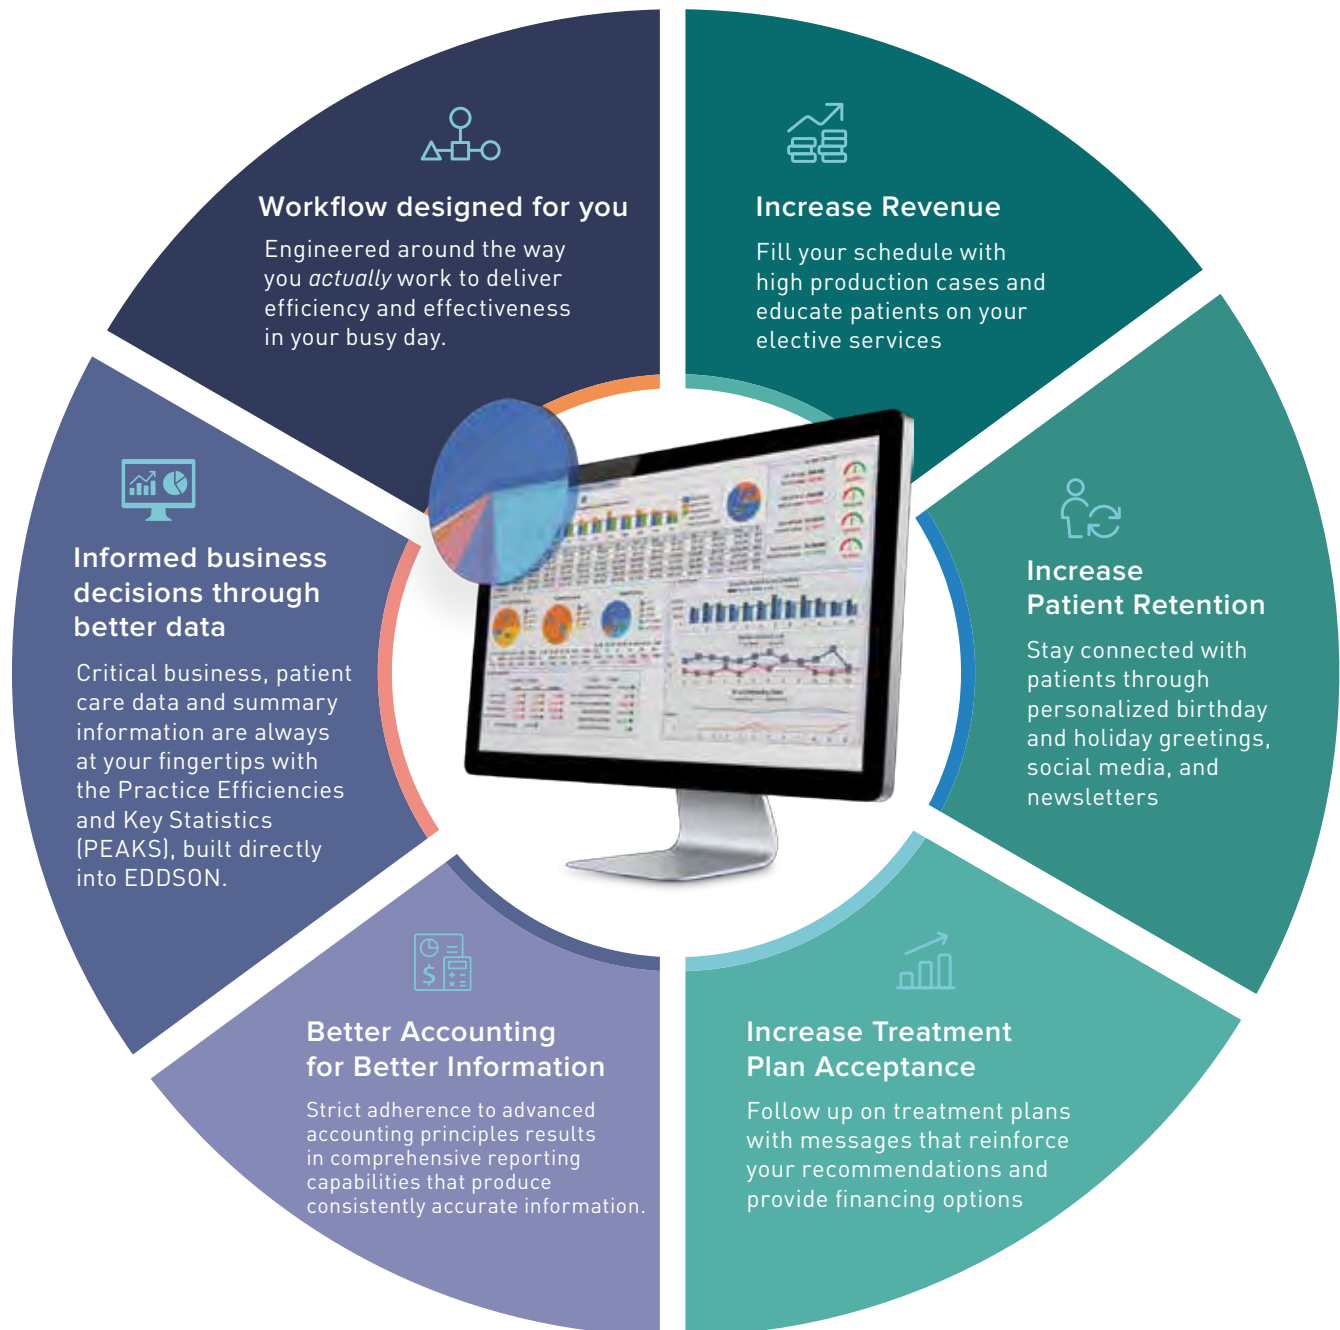 Workflow designed for you
Engineered around the way
you actually work to deliver
efficiency and effectiveness
in your busy day.
Increase Revenue
Fill your schedule with
high production cases and
educate patients on your
elective services
Increase
Patient Retention
Stay connected with
patients through
personalized birthday
and holiday greetings,
social media, and
newsletters
Increase Treatment
Plan Acceptance
Follow up on treatment plans
with messages that reinforce
your recommendations and
provide financing options
Better Accounting
for Better Information
Strict adherence to advanced
accounting principles results
in comprehensive reporting
capabilities that produce
consistently accurate information.
Informed business
decisions through
better data
Critical business, patient
care data and summary
information are always
at your fingertips with
the Practice Efficiencies
and Key Statistics
(PEAKS), built directly
into EDDSON.
$